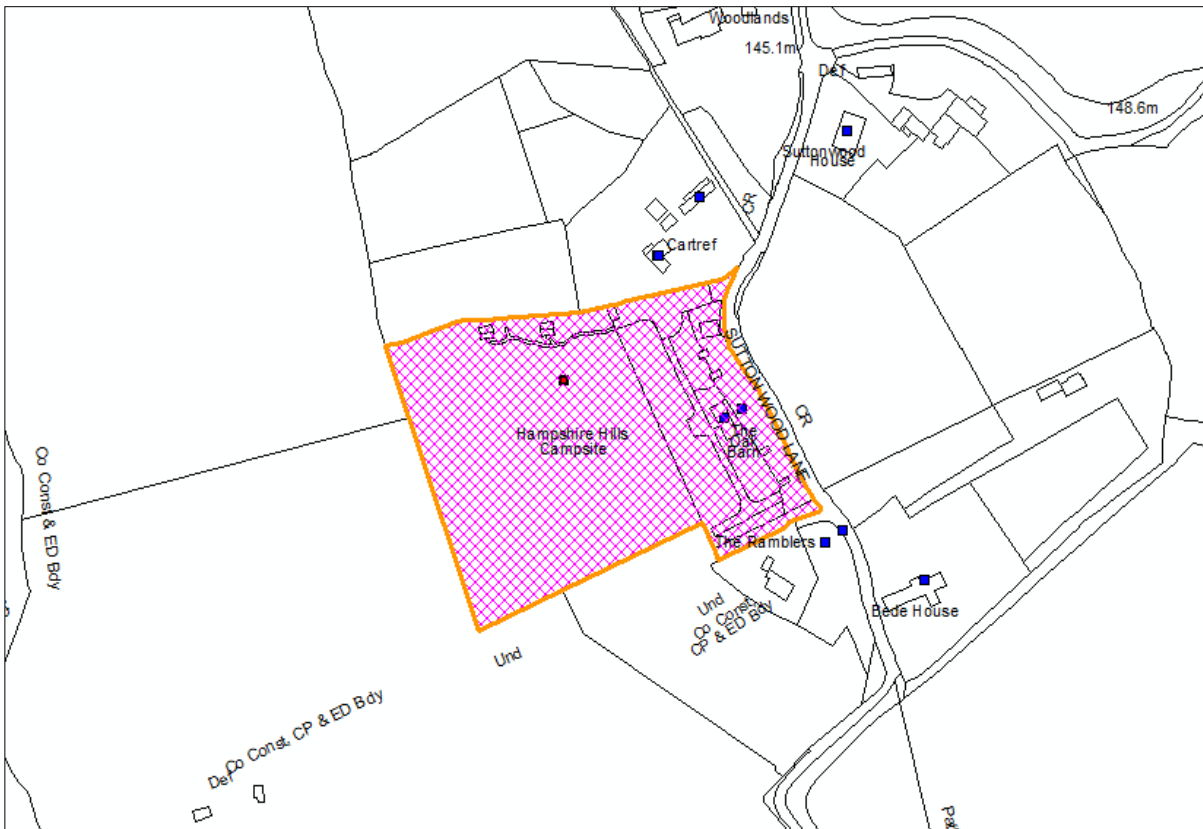 Woodlands
145.1m
Def
148.6m
Suttonwood
House
CR
Cartref
SUTTON WOOD LANE
CR
Hampshire Hills
Campsite
The
Oak
Barn
Co Const & ED Bdy
The Ramblers
Bede House
Und
Co Const,
CP & ED Bdy
Und
Co Const, CP & ED Bdy
Def